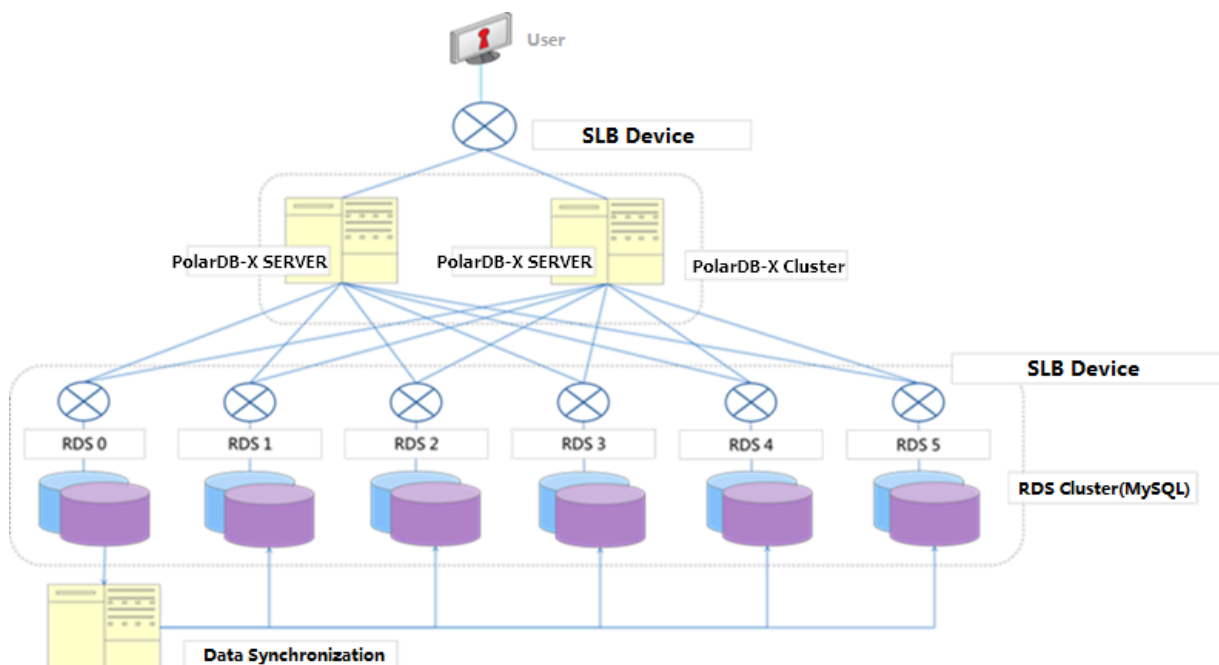 User
SLB Device
PolarDB-X SERVER
PolarDB-X SERVER
PolarDB-X Cluster
SLB Device
RDS 0
RDS 1
RDS 2
RDS 3
RDS 4
RDS 5
RDS Cluster(MySQL)
Data Synchronization